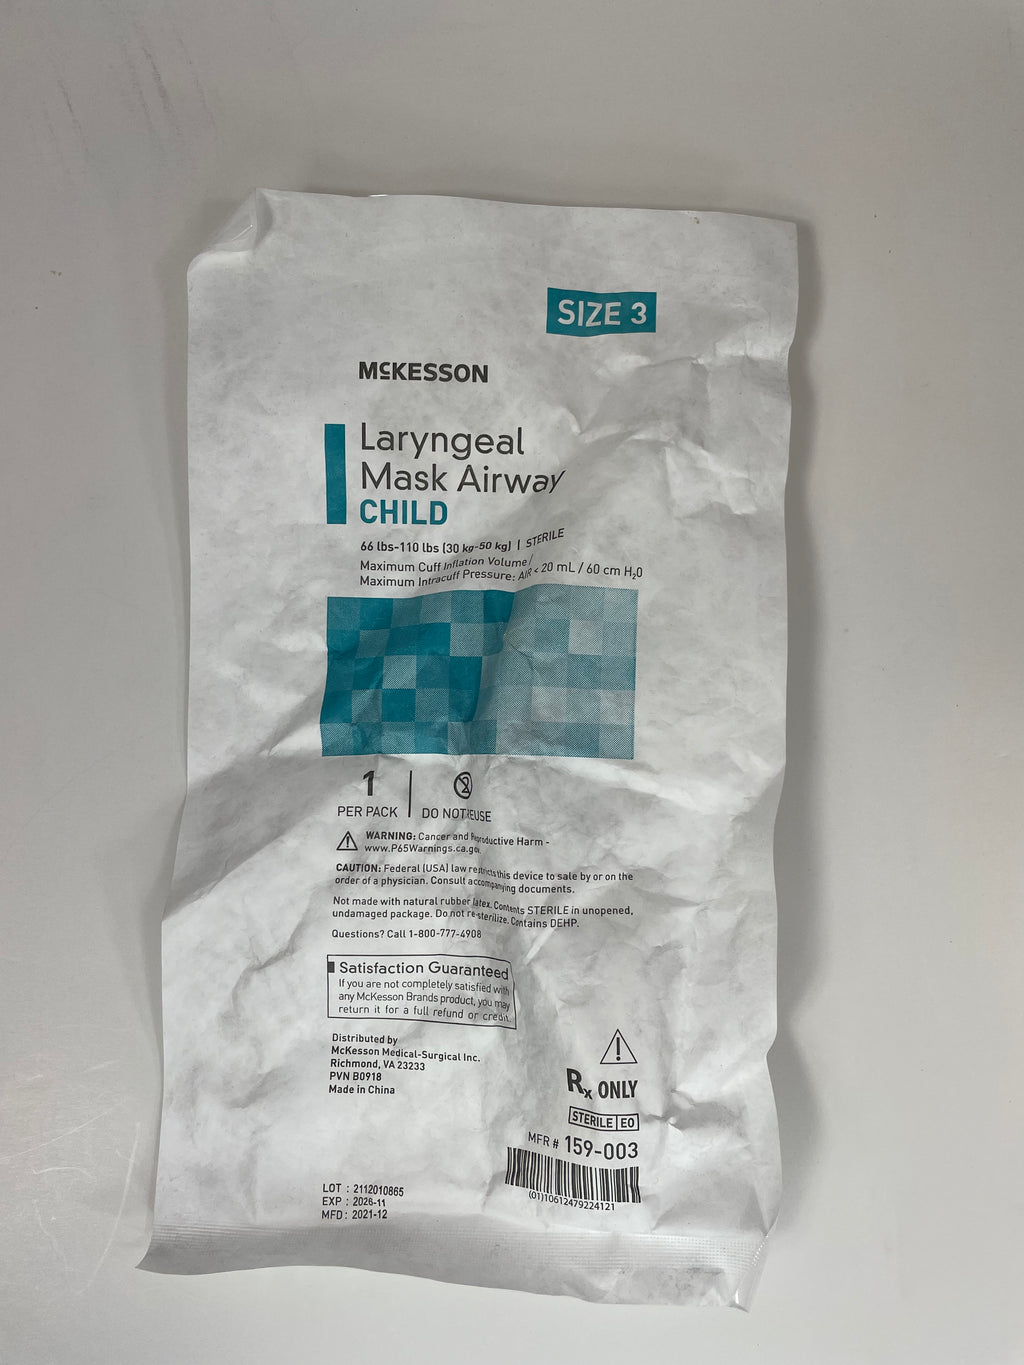 SIZE 3
McKESSON
Laryngeal
Mask Airway
CHILD
66 lbs-110 lbs (30 kg-50 kg) | STERILE
Maximum Cuff Inflation Volume /
Maximum Intracuff Pressure: AIR < 20 mL / 60 cm H₂O
1
PER PACK
2
DO NOT REUSE
WARNING: Cancer and Reproductive Harm -
www.P65Warnings.ca.gov.
CAUTION: Federal (USA) law restricts this device to sale by or on the
order of a physician. Consult accompanying documents.
Not made with natural rubber latex. Contents STERILE in unopened,
undamaged package. Do not re-sterilize. Contains DEHP.
Questions? Call 1-800-777-4908
Satisfaction Guaranteed
If you are not completely satisfied with
any McKesson Brands product, you may
return it for a full refund or credit.
Distributed by
McKesson Medical-Surgical Inc.
Richmond, VA 23233
PVN B0918
Made in China
Rx ONLY
STERILE EO
MFR # 159-003
(01)10612479224121
LOT : 2112010865
EXP : 2026-11
MFD : 2021-12